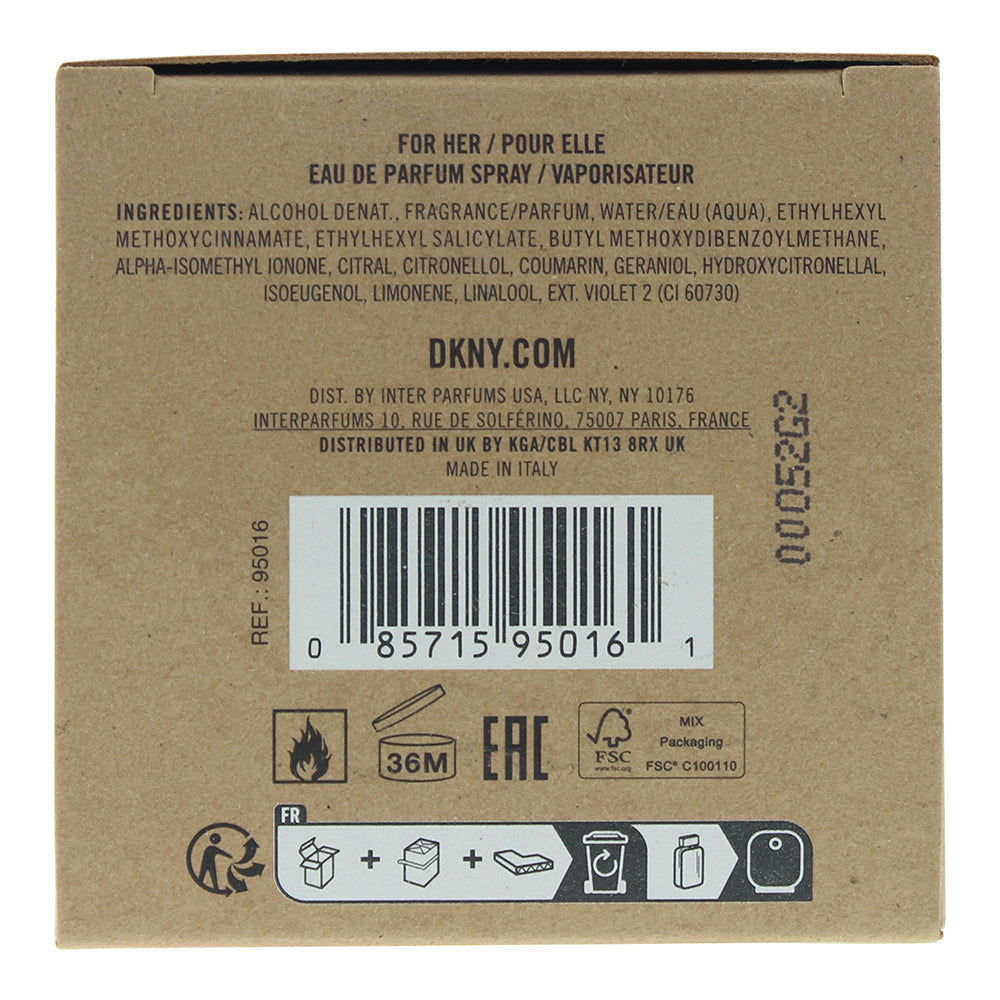 FOR HER / POUR ELLE
EAU DE PARFUM SPRAY / VAPORISATEUR
INGREDIENTS: ALCOHOL DENAT., FRAGRANCE/PARFUM, WATER/EAU (AQUA), ETHYLHEXYL
METHOXYCINNAMATE, ETHYLHEXYL SALICYLATE, BUTYL METHOXYDIBENZOYLMETHANE,
ALPHA-ISOMETHYL IONONE, CITRAL, CITRONELLOL, COUMARIN, GERANIOL, HYDROXYCITRONELLAL,
ISOEUGENOL, LIMONENE, LINALOOL, EXT. VIOLET 2 (CI 60730)
DKNY.COM
DIST. BY INTER PARFUMS USA, LLC NY, NY 10176
INTERPARFUMS 10, RUE DE SOLFÉRINO, 75007 PARIS, FRANCE
DISTRIBUTED IN UK BY KGA/CBL KT13 8RX UK
MADE IN ITALY
00052G2
REF.: 95016
0 85715 95016 1
36M
EAC
FSC
www.fsc.org
MIX
Packaging
FSC® C100110
FR
+ +